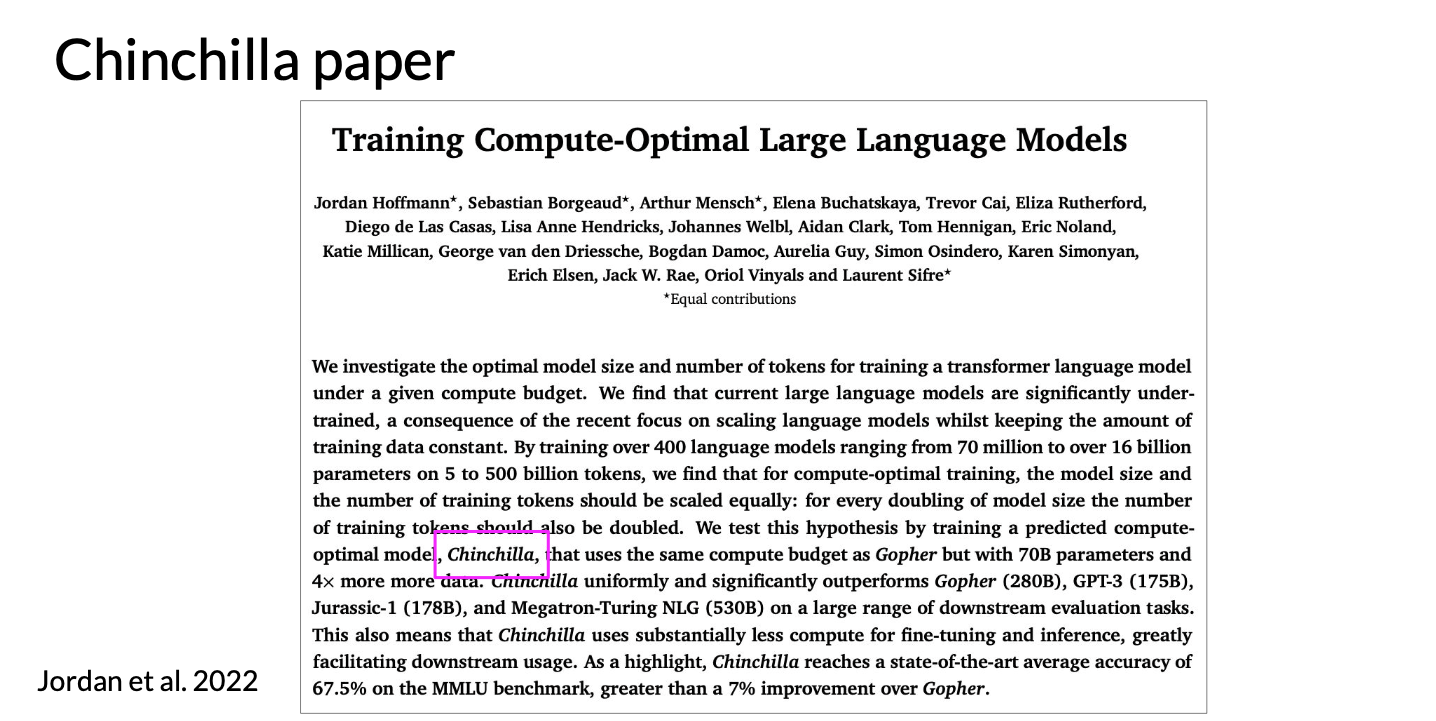 Chinchilla paper
Training Compute-Optimal Large Language Models
Jordan Hoffmann★, Sebastian Borgeaud★, Arthur Mensch★, Elena Buchatskaya, Trevor Cai, Eliza Rutherford,
Diego de Las Casas, Lisa Anne Hendricks, Johannes Welbl, Aidan Clark, Tom Hennigan, Eric Noland,
Katie Millican, George van den Driessche, Bogdan Damoc, Aurelia Guy, Simon Osindero, Karen Simonyan,
Erich Elsen, Jack W. Rae, Oriol Vinyals and Laurent Sifre★
★Equal contributions
We investigate the optimal model size and number of tokens for training a transformer language model
under a given compute budget. We find that current large language models are significantly under-
trained, a consequence of the recent focus on scaling language models whilst keeping the amount of
training data constant. By training over 400 language models ranging from 70 million to over 16 billion
parameters on 5 to 500 billion tokens, we find that for compute-optimal training, the model size and
the number of training tokens should be scaled equally: for every doubling of model size the number
of training tokens should also be doubled. We test this hypothesis by training a predicted compute-
optimal model, Chinchilla, that uses the same compute budget as Gopher but with 70B parameters and
4× more more data. Chinchilla uniformly and significantly outperforms Gopher (280B), GPT-3 (175B),
Jurassic-1 (178B), and Megatron-Turing NLG (530B) on a large range of downstream evaluation tasks.
This also means that Chinchilla uses substantially less compute for fine-tuning and inference, greatly
facilitating downstream usage. As a highlight, Chinchilla reaches a state-of-the-art average accuracy of
67.5% on the MMLU benchmark, greater than a 7% improvement over Gopher.
Jordan et al. 2022